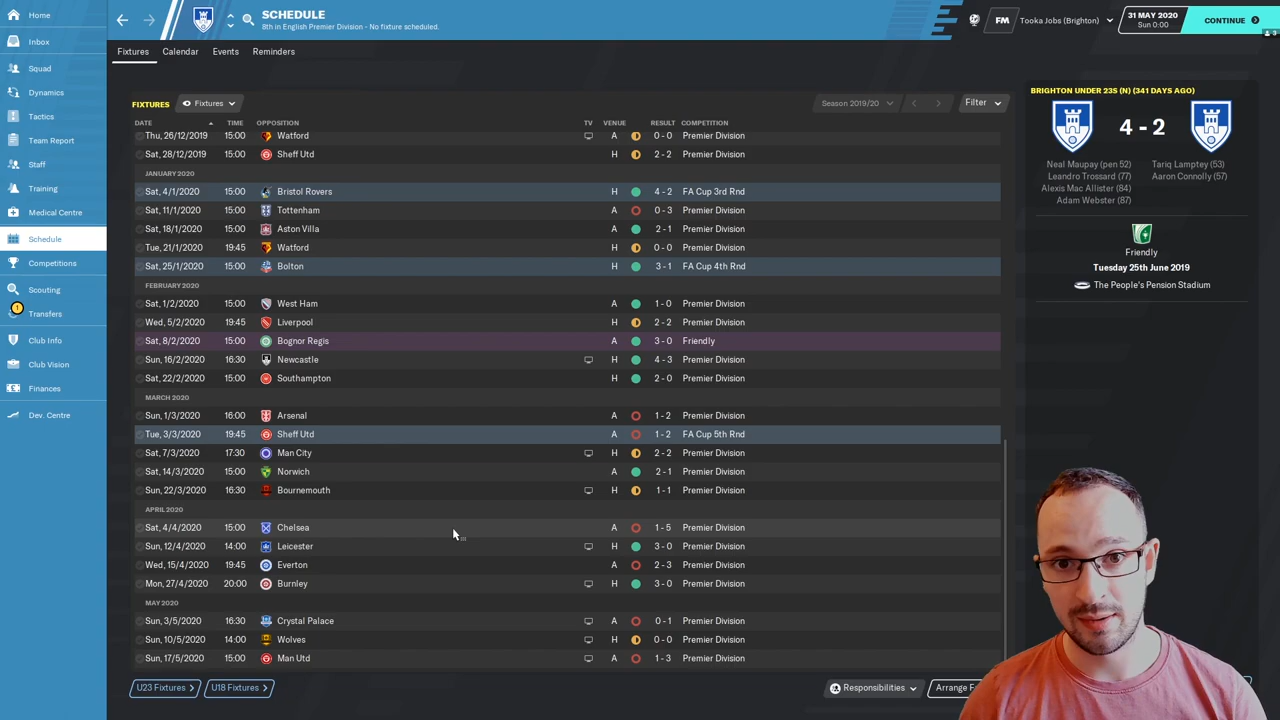 Home
Inbox
Squad
Dynamics
Tactics
Team Report
Staff
Training
Medical Centre
Schedule
Competitions
Scouting
1
Transfers
Club Info
Club Vision
Finances
Dev. Centre
SCHEDULE
8th in English Premier Division - No fixture scheduled.
FM
Tooka Jobs (Brighton)
31 MAY 2020
Sun 0:00
CONTINUE
3
Fixtures Calendar Events Reminders
FIXTURES Fixtures Season 2019/20 Filter
DATE TIME OPPOSITION TV VENUE RESULT COMPETITION
Thu, 26/12/2019 15:00 Watford A 0 - 0 Premier Division
Sat, 28/12/2019 15:00 Sheff Utd H 2 - 2 Premier Division
JANUARY 2020
Sat, 4/1/2020 15:00 Bristol Rovers H 4 - 2 FA Cup 3rd Rnd
Sat, 11/1/2020 15:00 Tottenham A 0 - 3 Premier Division
Sat, 18/1/2020 15:00 Aston Villa A 2 - 1 Premier Division
Tue, 21/1/2020 19:45 Watford H 0 - 0 Premier Division
Sat, 25/1/2020 15:00 Bolton H 3 - 1 FA Cup 4th Rnd
FEBRUARY 2020
Sat, 1/2/2020 15:00 West Ham A 1 - 0 Premier Division
Wed, 5/2/2020 19:45 Liverpool H 2 - 2 Premier Division
Sat, 8/2/2020 15:00 Bognor Regis A 3 - 0 Friendly
Sun, 16/2/2020 16:30 Newcastle H 4 - 3 Premier Division
Sat, 22/2/2020 15:00 Southampton H 2 - 0 Premier Division
MARCH 2020
Sun, 1/3/2020 16:00 Arsenal A 1 - 2 Premier Division
Tue, 3/3/2020 19:45 Sheff Utd A 1 - 2 FA Cup 5th Rnd
Sat, 7/3/2020 17:30 Man City H 2 - 2 Premier Division
Sat, 14/3/2020 15:00 Norwich A 2 - 1 Premier Division
Sun, 22/3/2020 16:30 Bournemouth H 1 - 1 Premier Division
APRIL 2020
Sat, 4/4/2020 15:00 Chelsea A 1 - 5 Premier Division
Sun, 12/4/2020 14:00 Leicester H 3 - 0 Premier Division
Wed, 15/4/2020 19:45 Everton A 2 - 3 Premier Division
Mon, 27/4/2020 20:00 Burnley H 3 - 0 Premier Division
MAY 2020
Sun, 3/5/2020 16:30 Crystal Palace A 0 - 1 Premier Division
Sun, 10/5/2020 14:00 Wolves H 0 - 0 Premier Division
Sun, 17/5/2020 15:00 Man Utd A 1 - 3 Premier Division
U23 Fixtures U18 Fixtures Responsibilities Arrange
BRIGHTON UNDER 23S (N) (341 DAYS AGO)
4 - 2
Neal Maupay (pen 52) Tariq Lamptey (53)
Leandro Trossard (77) Aaron Connolly (57)
Alexis Mac Allister (84)
Adam Webster (87)
Friendly
Tuesday 25th June 2019
The People's Pension Stadium